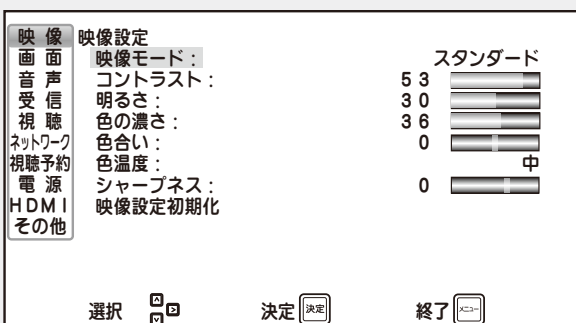 映像
画面
音声
受信
視聴
ネットワーク
視聴予約
電源
HDMI
その他
映像設定
映像モード： スタンダード
コントラスト： 53
明るさ： 30
色の濃さ： 36
色合い： 0
色温度： 中
シャープネス： 0
映像設定初期化
選択 決定 決定 終了 メニュー